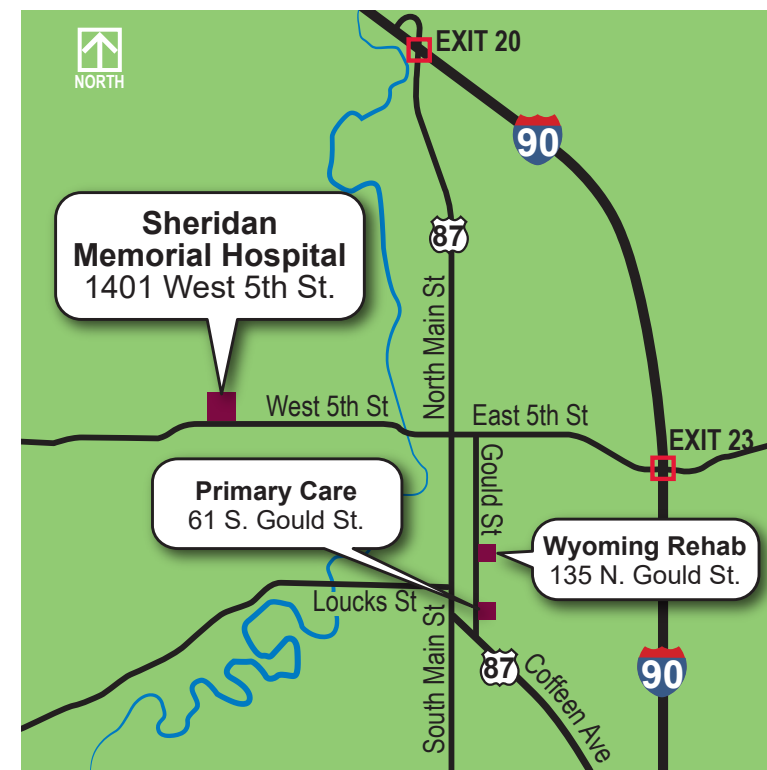 NORTH
EXIT 20
90
Sheridan
Memorial Hospital
1401 West 5th St.
87
North Main St
West 5th St
East 5th St
EXIT 23
Gould St
Primary Care
61 S. Gould St.
Wyoming Rehab
135 N. Gould St.
Loucks St
South Main St
87
Coffeen Ave
90